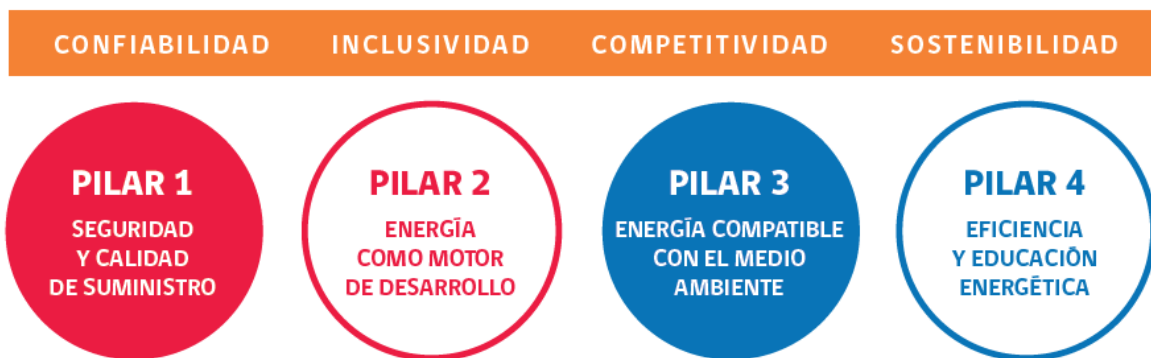 CONFIABILIDAD INCLUSIVIDAD COMPETITIVIDAD SOSTENIBILIDAD
PILAR 1
SEGURIDAD
Y CALIDAD
DE SUMINISTRO
PILAR 2
ENERGÍA
COMO MOTOR
DE DESARROLLO
PILAR 3
ENERGÍA COMPATIBLE
CON EL MEDIO
AMBIENTE
PILAR 4
EFICIENCIA
Y EDUCACIÓN
ENERGÉTICA